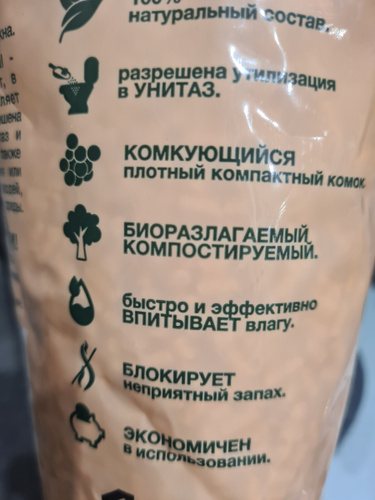 100%
натуральный состав.
разрешена утилизация
в УНИТАЗ.
КОМКУЮЩИЙСЯ
плотный компактный комок.
БИОРАЗЛАГАЕМЫЙ
КОМПОСТИРУЕМЫЙ.
быстро и эффективно
ВПИТЫВАЕТ влагу.
БЛОКИРУЕТ
неприятный запах.
ЭКОНОМИЧЕН
в использовании.